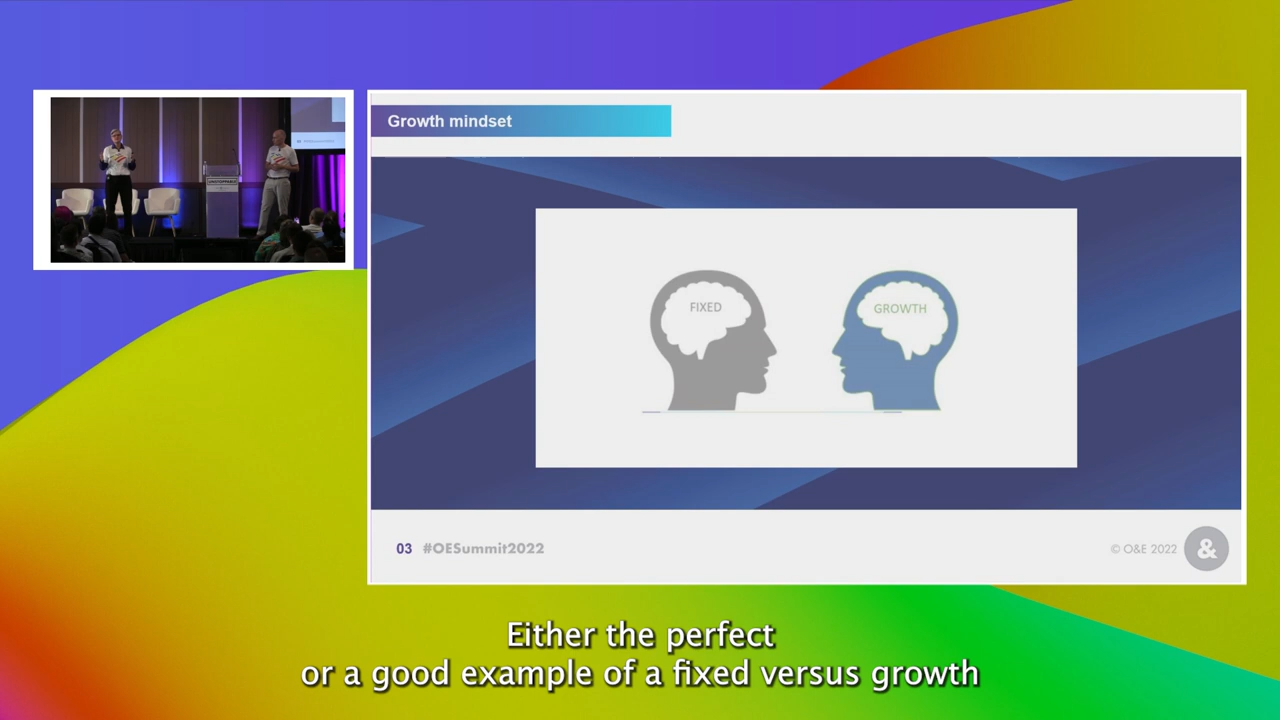 Growth mindset
FIXED
GROWTH
03 #OESummit2022
© O&E 2022
&
Either the perfect
or a good example of a fixed versus growth